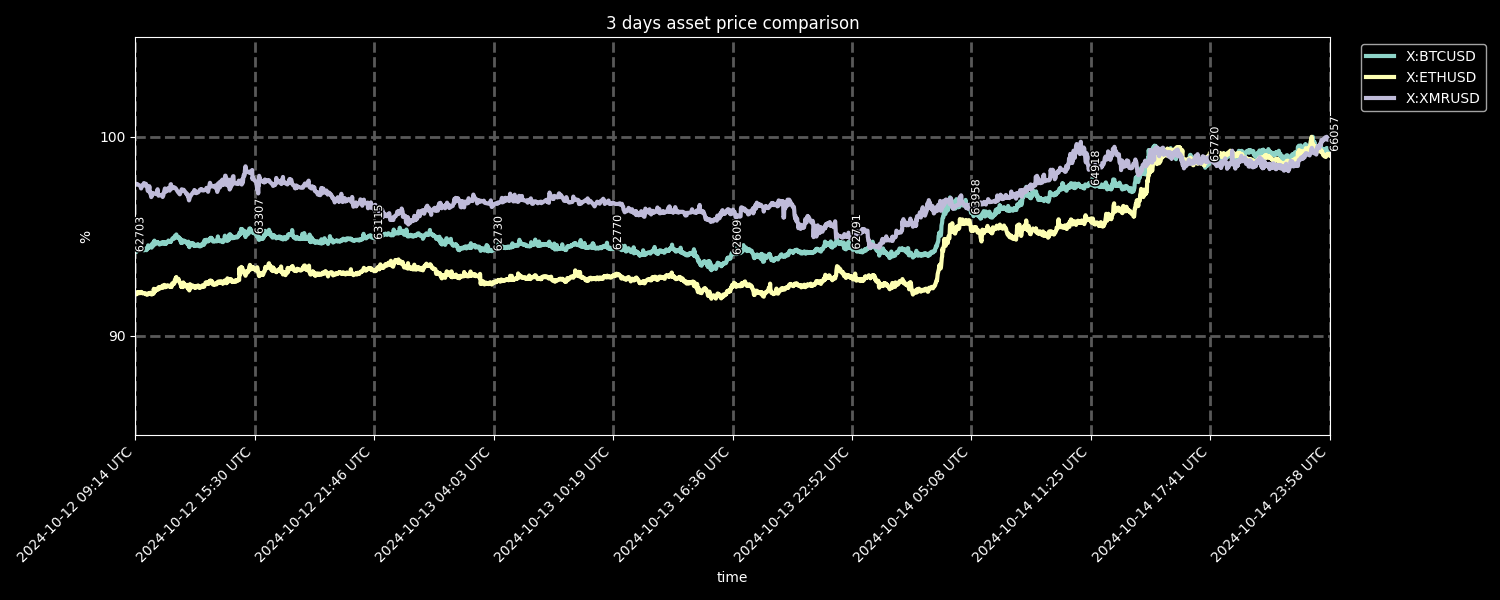 3 days asset price comparison
X:BTCUSD
X:ETHUSD
X:XMRUSD
%
100
90
62703
63307
63115
62730
62770
62609
62791
63958
64918
65720
66057
2024-10-12 09:14 UTC
2024-10-12 15:30 UTC
2024-10-12 21:46 UTC
2024-10-13 04:03 UTC
2024-10-13 10:19 UTC
2024-10-13 16:36 UTC
2024-10-13 22:52 UTC
2024-10-14 05:08 UTC
2024-10-14 11:25 UTC
2024-10-14 17:41 UTC
2024-10-14 23:58 UTC
time